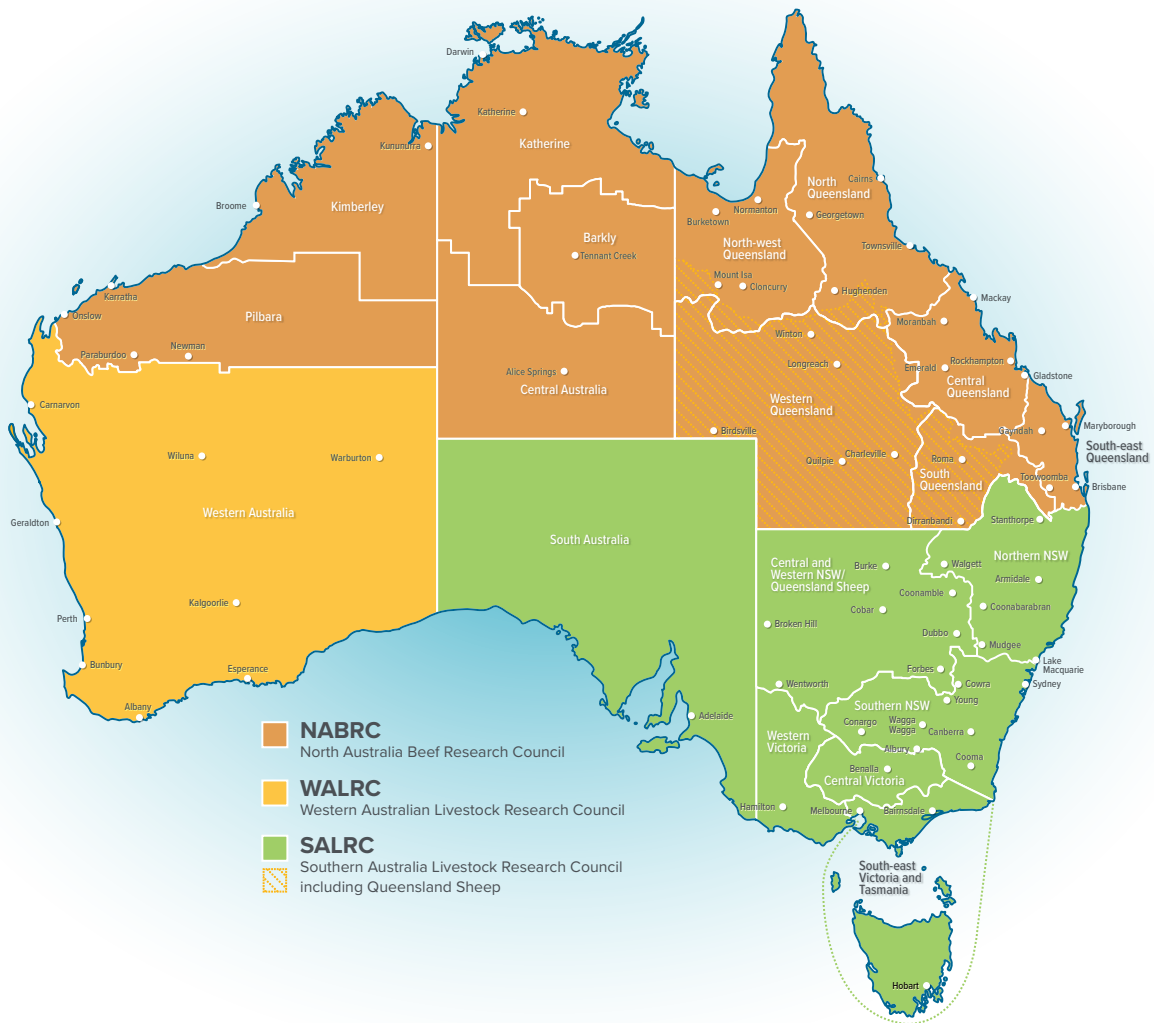 Darwin
Katherine
Katherine
Kununurra
Kimberley
Broome
North
Queensland
Cairns
Georgetown
Normanton
Burketown
North-west
Queensland
Townsville
Barkly
Tennant Creek
Mount Isa
Cloncurry
Hughenden
Karratha
Onslow
Pilbara
Mackay
Moranbah
Winton
Newman
Paraburdoo
Longreach
Rockhampton
Emerald
Gladstone
Alice Springs
Central Australia
Central
Queensland
Western
Queensland
Carnarvon
Birdsville
Gayndah
Maryborough
South-east
Queensland
Wiluna
Warburton
Quilpie
Charleville
Roma
South
Queensland
Toowoomba
Brisbane
Western Australia
Geraldton
Dirranbandi
Stanthorpe
South Australia
Northern NSW
Central and
Western NSW/
Queensland Sheep
Burke
Walgett
Armidale
Coonamble
Coonabarabran
Kalgoorlie
Cobar
Perth
Broken Hill
Dubbo
Mudgee
Bunbury
Esperance
Forbes
Lake
Macquarie
Wentworth
Cowra
Sydney
Young
Southern NSW
Albany
Adelaide
Conargo
Wagga
Wagga
Canberra
Western
Victoria
Albury
Cooma
Benalla
Central Victoria
Hamilton
Melbourne
Bairnsdale
NABRC
North Australia Beef Research Council
WALRC
Western Australian Livestock Research Council
SALRC
Southern Australia Livestock Research Council
including Queensland Sheep
South-east
Victoria and
Tasmania
Hobart